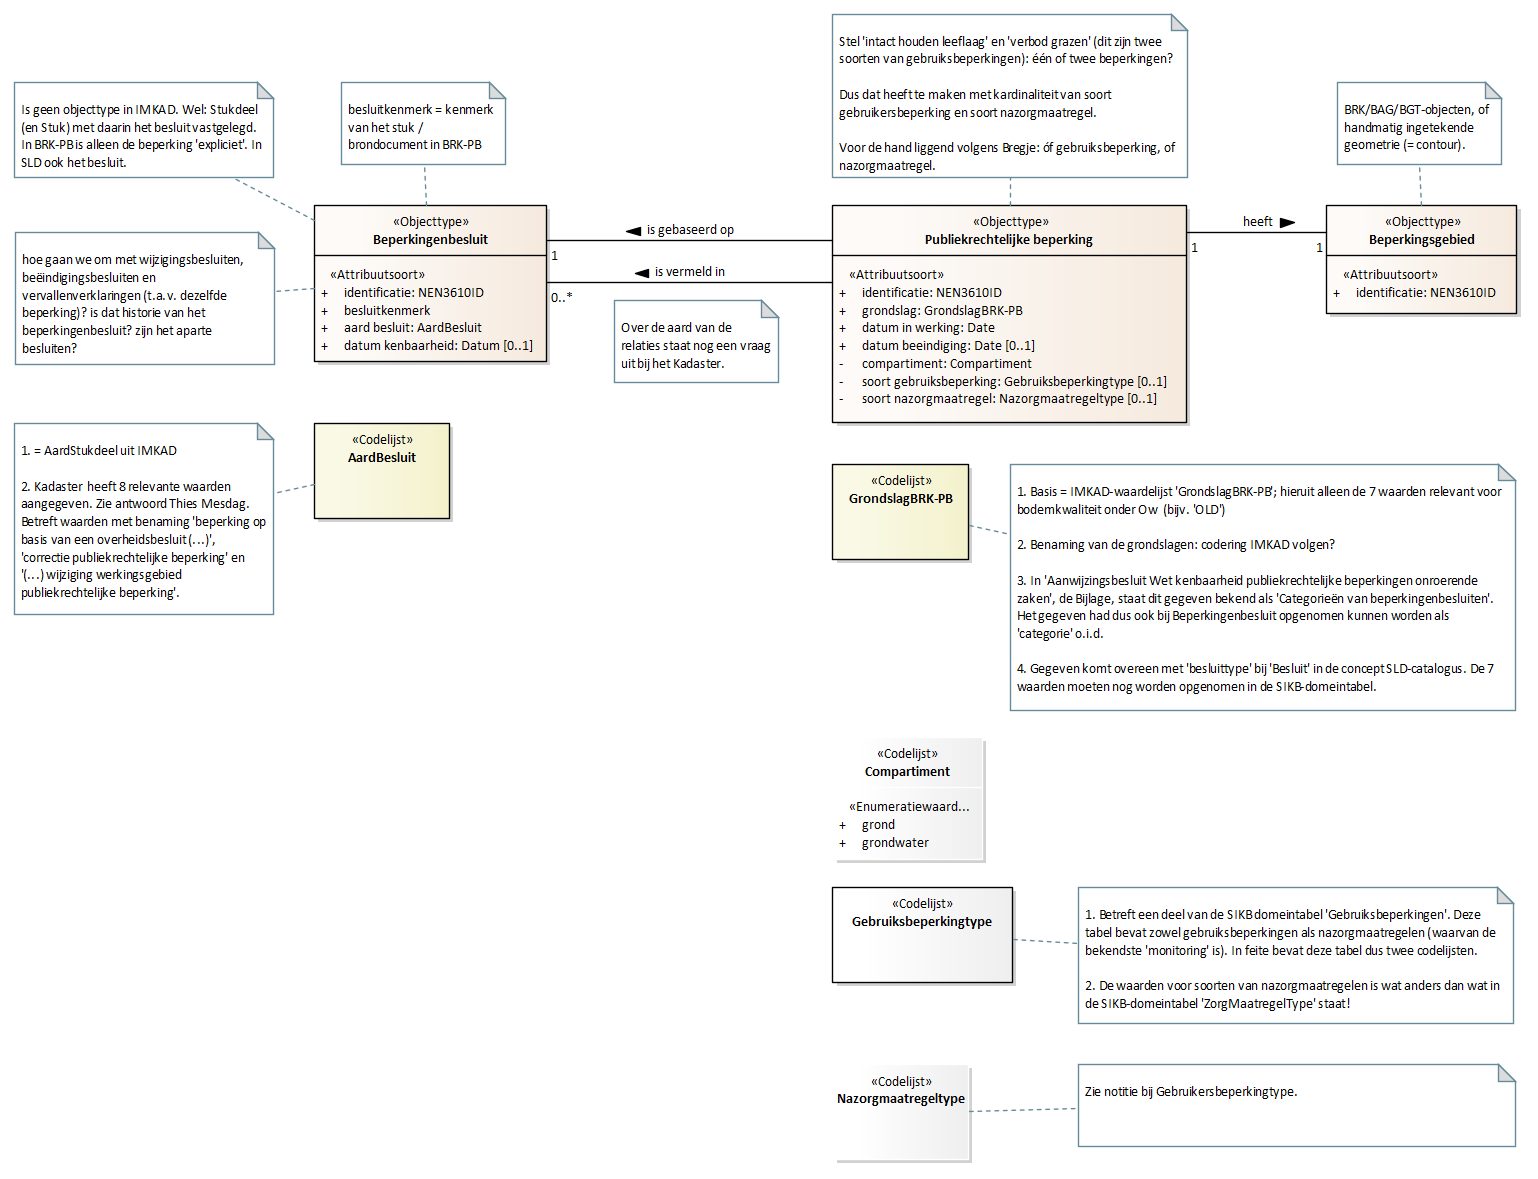 Stel 'intact houden leeflaag' en 'verbod grazen' (dit zijn twee
soorten van gebruiksbeperkingen): één of twee beperkingen?
Dus dat heeft te maken met kardinaliteit van soort
gebruikersbeperking en soort nazorgmaatregel.
Voor de hand liggend volgens Bregje: óf gebruiksbeperking, of
nazorgmaatregel.
Is geen objecttype in IMKAD. Wel: Stukdeel
(en Stuk) met daarin het besluit vastgelegd.
In BRK-PB is alleen de beperking 'expliciet'. In
SLD ook het besluit.
besluitkenmerk = kenmerk
van het stuk /
brondocument in BRK-PB
BRK/BAG/BGT-objecten, of
handmatig ingetekende
geometrie (= contour).
«Objecttype»
Beperkingenbesluit
«Attribuutsoort»
+ identificatie: NEN3610ID
+ besluitkenmerk
+ aard besluit: AardBesluit
+ datum kenbaarheid: Datum [0..1]
is gebaseerd op
1
is vermeld in
0..*
«Objecttype»
Publiekrechtelijke beperking
«Attribuutsoort»
+ identificatie: NEN3610ID
+ grondslag: GrondslagBRK-PB
+ datum in werking: Date
+ datum beeindiging: Date [0..1]
- compartiment: Compartiment
- soort gebruiksbeperking: Gebruiksbeperkingtype [0..1]
- soort nazorgmaatregel: Nazorgmaatregeltype [0..1]
heeft
1
1
«Objecttype»
Beperkingsgebied
«Attribuutsoort»
+ identificatie: NEN3610ID
hoe gaan we om met wijzigingsbesluiten,
beëindigingsbesluiten en
vervallenverklaringen (t.a.v. dezelfde
beperking)? is dat historie van het
beperkingenbesluit? zijn het aparte
besluiten?
Over de aard van de
relaties staat nog een vraag
uit bij het Kadaster.
1. = AardStukdeel uit IMKAD
2. Kadaster heeft 8 relevante waarden
aangegeven. Zie antwoord Thies Mesdag.
Betreft waarden met benaming 'beperking op
basis van een overheidsbesluit (...)',
'correctie publiekrechtelijke beperking' en
'(...) wijziging werkingsgebied
publiekrechtelijke beperking'.
«Codelijst»
AardBesluit
«Codelijst»
GrondslagBRK-PB
1. Basis = IMKAD-waardelijst 'GrondslagBRK-PB'; hieruit alleen de 7 waarden relevant voor
bodemkwaliteit onder Ow (bijv. 'OLD')
2. Benaming van de grondslagen: codering IMKAD volgen?
3. In 'Aanwijzingsbesluit Wet kenbaarheid publiekrechtelijke beperkingen onroerende
zaken', de Bijlage, staat dit gegeven bekend als 'Categorieën van beperkingenbesluiten'.
Het gegeven had dus ook bij Beperkingenbesluit opgenomen kunnen worden als
'categorie' o.i.d.
4. Gegeven komt overeen met 'besluittype' bij 'Besluit' in de concept SLD-catalogus. De 7
waarden moeten nog worden opgenomen in de SIKB-domeintabel.
«Codelijst»
Compartiment
«Enumeratiewaard...
+ grond
+ grondwater
«Codelijst»
Gebruiksbeperkingtype
1. Betreft een deel van de SIKB domeintabel 'Gebruiksbeperkingen'. Deze
tabel bevat zowel gebruiksbeperkingen als nazorgmaatregelen (waarvan de
bekendste 'monitoring' is). In feite bevat deze tabel dus twee codelijsten.
2. De waarden voor soorten van nazorgmaatregelen is wat anders dan wat in
de SIKB-domeintabel 'ZorgMaatregelType' staat!
«Codelijst»
Nazorgmaatregeltype
Zie notitie bij Gebruikersbeperkingtype.